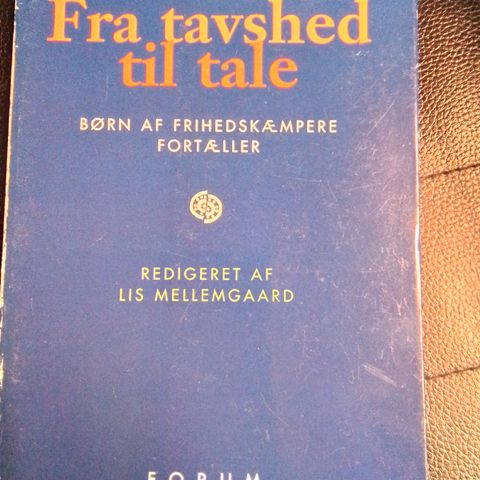 Fra tavshed
til tale
BØRN AF FRIHEDSKÆMPERE
FORTÆLLER
REDIGERET AF
LIS MELLEMGAARD
FORUM